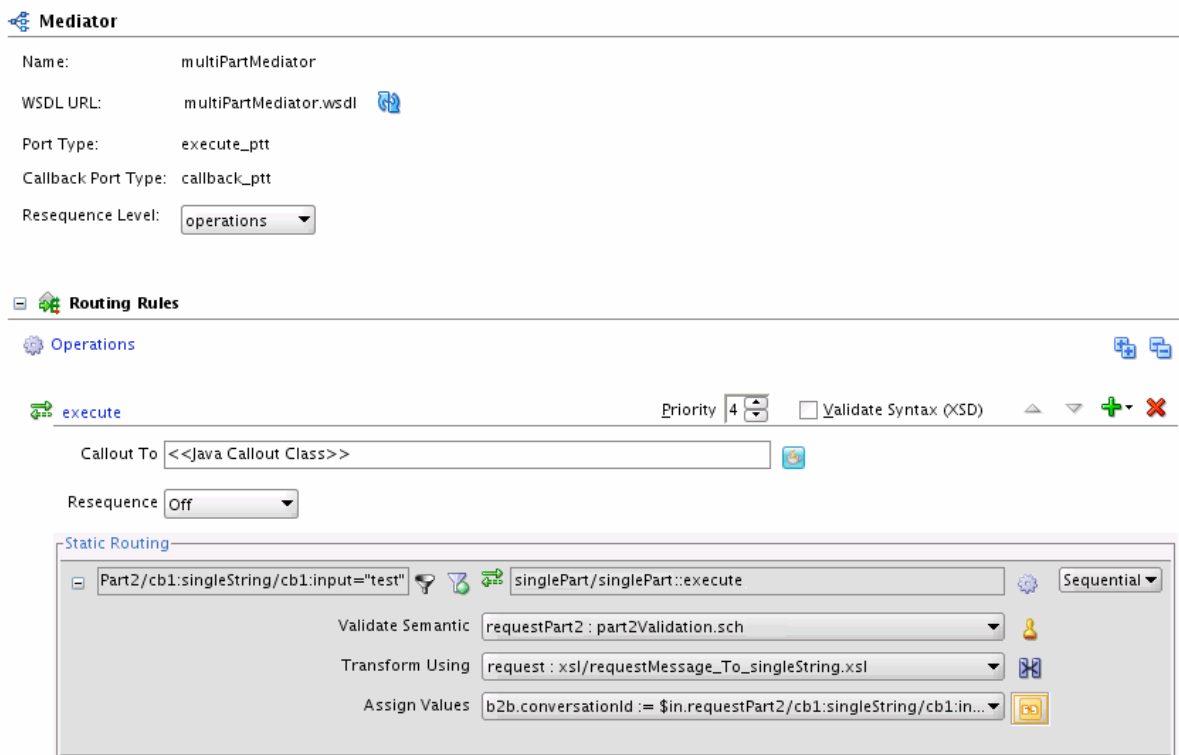 Mediator
Name: multiPartMediator
WSDL URL: multiPartMediator.wsdl
Port Type: execute_ptt
Callback Port Type: callback_ptt
Resequence Level: operations
Routing Rules
Operations
execute Priority 4 Validate Syntax (XSD)
Callout To <<Java Callout Class>>
Resequence Off
Static Routing
Part2/cb1:singleString/cb1:input="test" singlePart/singlePart::execute Sequential
Validate Semantic requestPart2 : part2Validation.sch
Transform Using request : xsl/requestMessage_To_singleString.xsl
Assign Values b2b.conversationId := $in.requestPart2/cb1:singleString/cb1:in...